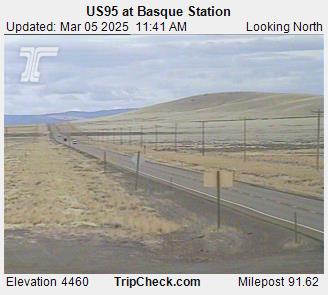 US95 at Basque Station
Updated: Mar 05 2025 11:41 AM Looking North
Elevation 4460 TripCheck.com Milepost 91.62